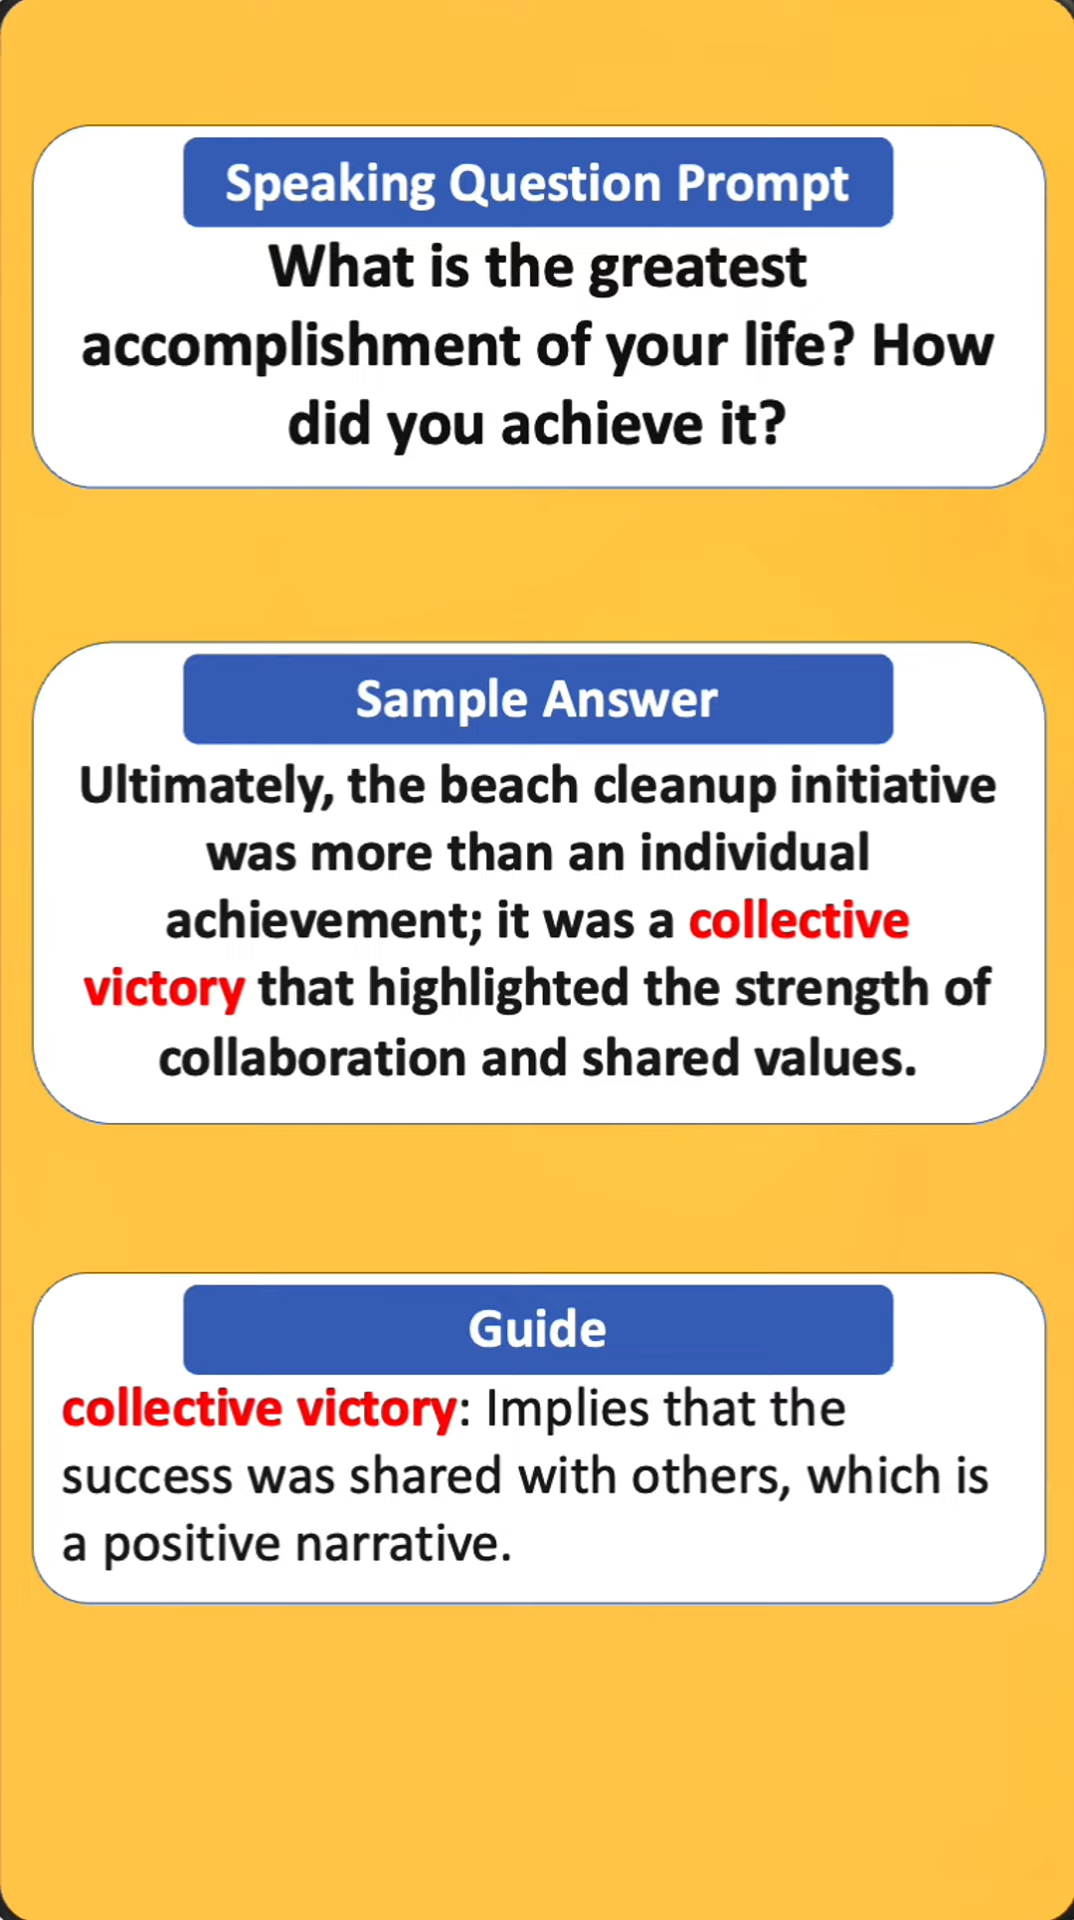 Speaking Question Prompt
What is the greatest
accomplishment of your life? How
did you achieve it?
Sample Answer
Ultimately, the beach cleanup initiative
was more than an individual
achievement; it was a collective
victory that highlighted the strength of
collaboration and shared values.
Guide
collective victory: Implies that the
success was shared with others, which is
a positive narrative.